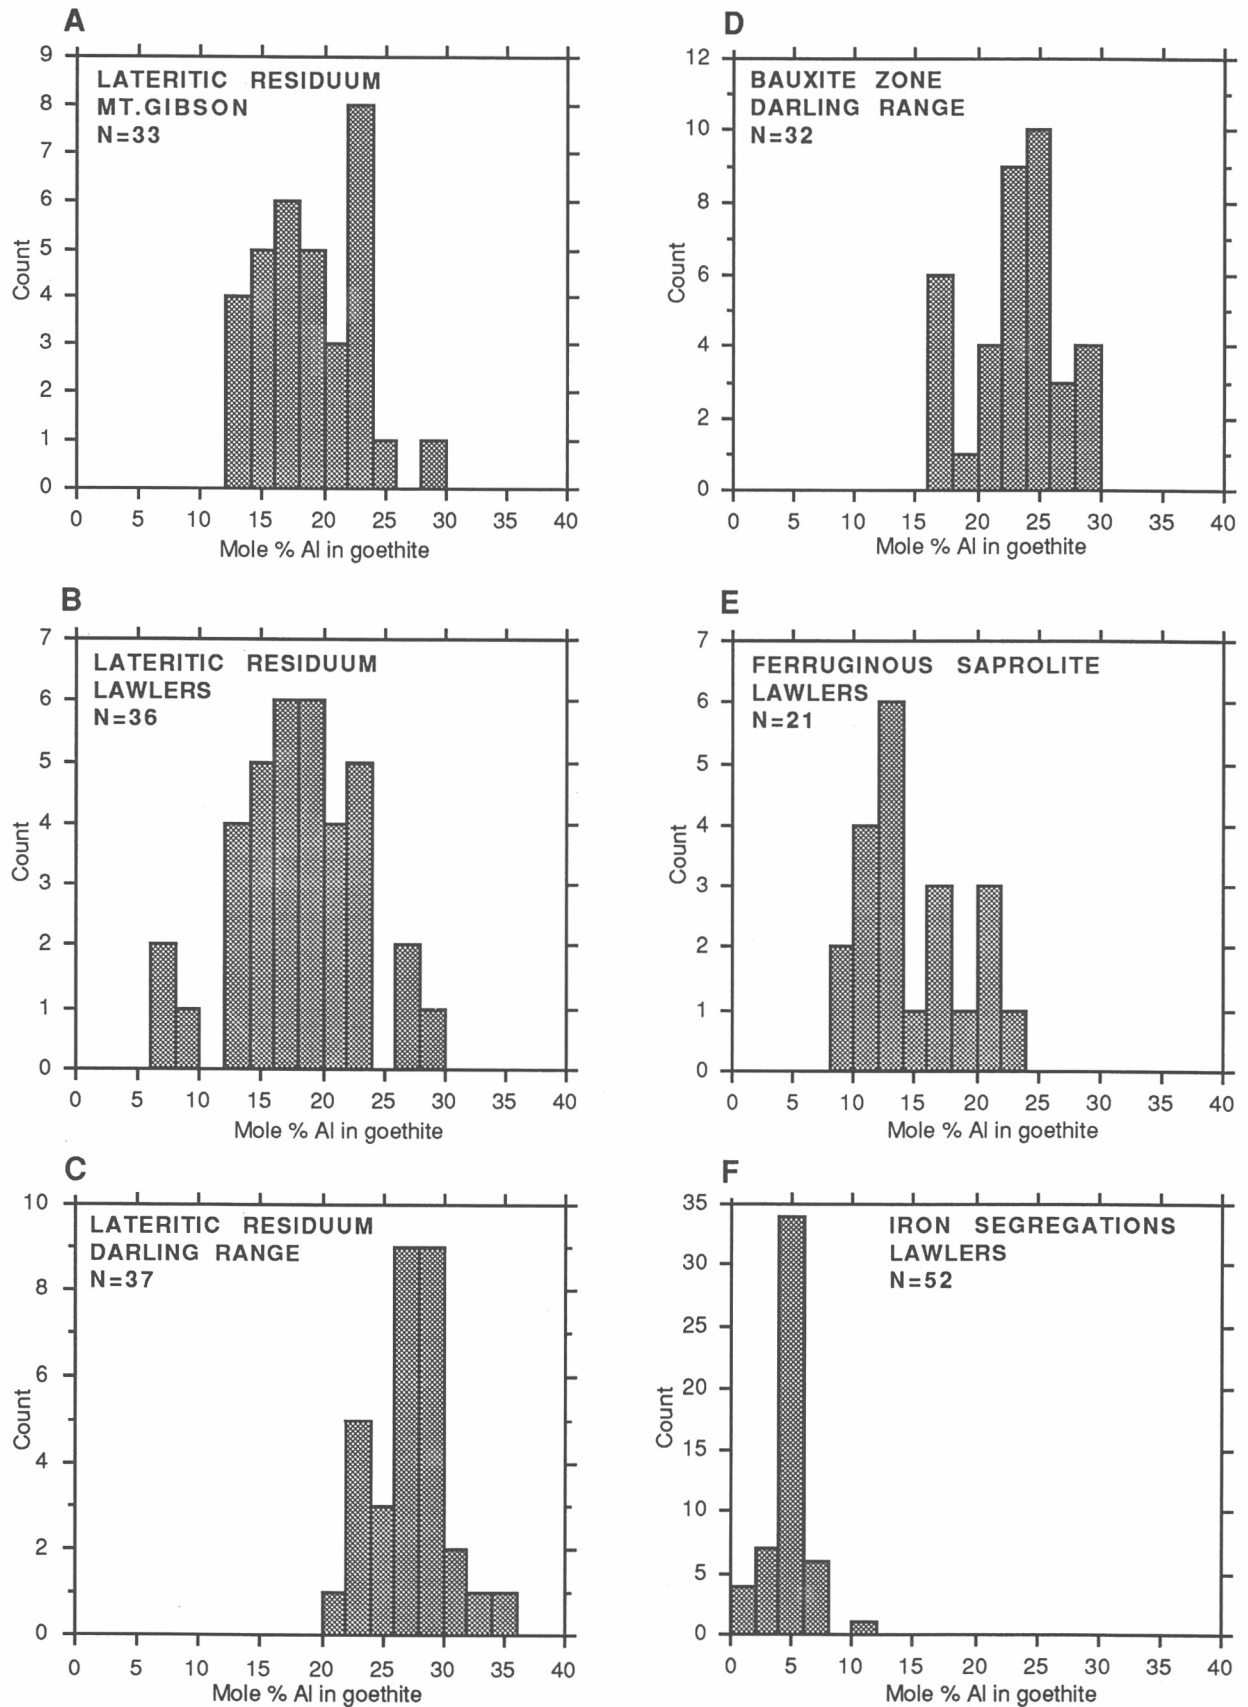 A
LATERITIC RESIDUUM
MT.GIBSON
N=33
9
8
7
6
5
4
3
2
1
0
Count
0 5 10 15 20 25 30 35 40
Mole % Al in goethite
B
LATERITIC RESIDUUM
LAWLERS
N=36
7
6
5
4
3
2
1
0
Count
0 5 10 15 20 25 30 35 40
Mole % Al in goethite
C
LATERITIC RESIDUUM
DARLING RANGE
N=37
10
8
6
4
2
0
Count
0 5 10 15 20 25 30 35 40
Mole % Al in goethite
D
BAUXITE ZONE
DARLING RANGE
N=32
12
10
8
6
4
2
0
Count
0 5 10 15 20 25 30 35 40
Mole % Al in goethite
E
FERRUGINOUS SAPROLITE
LAWLERS
N=21
7
6
5
4
3
2
1
0
Count
0 5 10 15 20 25 30 35 40
Mole % Al in goethite
F
IRON SEGREGATIONS
LAWLERS
N=52
35
30
25
20
15
10
5
0
Count
0 5 10 15 20 25 30 35 40
Mole % Al in goethite